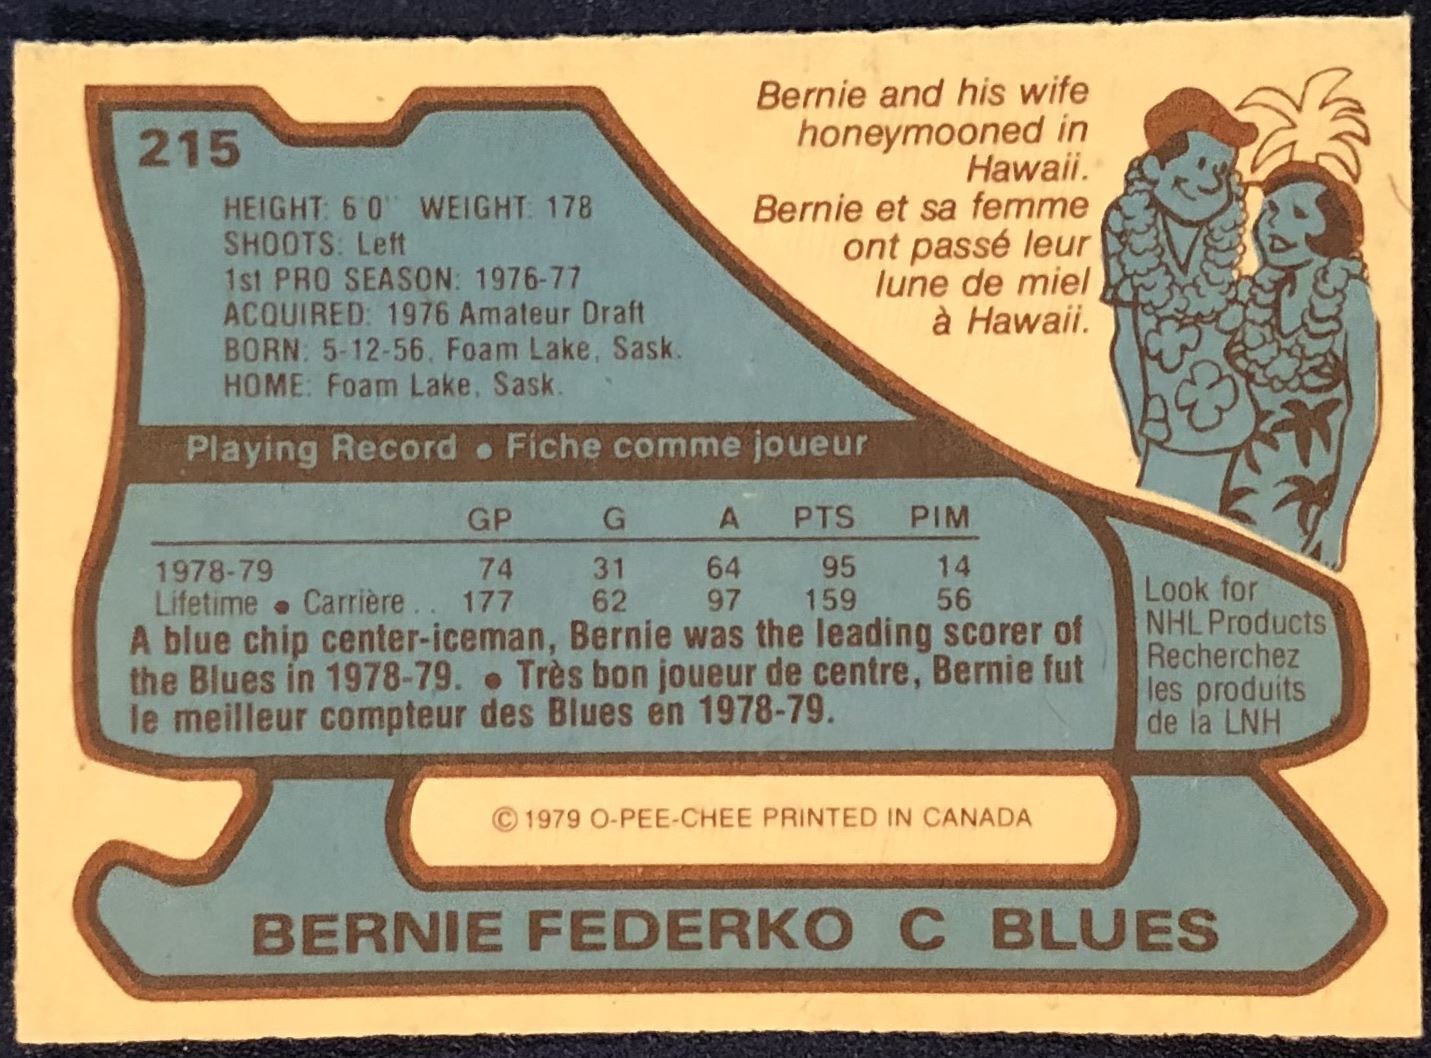 215
HEIGHT: 6'0" WEIGHT: 178
SHOOTS: Left
1st PRO SEASON: 1976-77
ACQUIRED: 1976 Amateur Draft
BORN: 5-12-56, Foam Lake, Sask.
HOME: Foam Lake, Sask.
Bernie and his wife
honeymooned in
Hawaii.
Bernie et sa femme
ont passé leur
lune de miel
à Hawaii.
Playing Record • Fiche comme joueur
GP G A PTS PIM
1978-79 74 31 64 95 14
Lifetime • Carrière .. 177 62 97 159 56
A blue chip center-iceman, Bernie was the leading scorer of
the Blues in 1978-79. • Très bon joueur de centre, Bernie fut
le meilleur compteur des Blues en 1978-79.
Look for
NHL Products
Recherchez
les produits
de la LNH
© 1979 O-PEE-CHEE PRINTED IN CANADA
BERNIE FEDERKO C BLUES